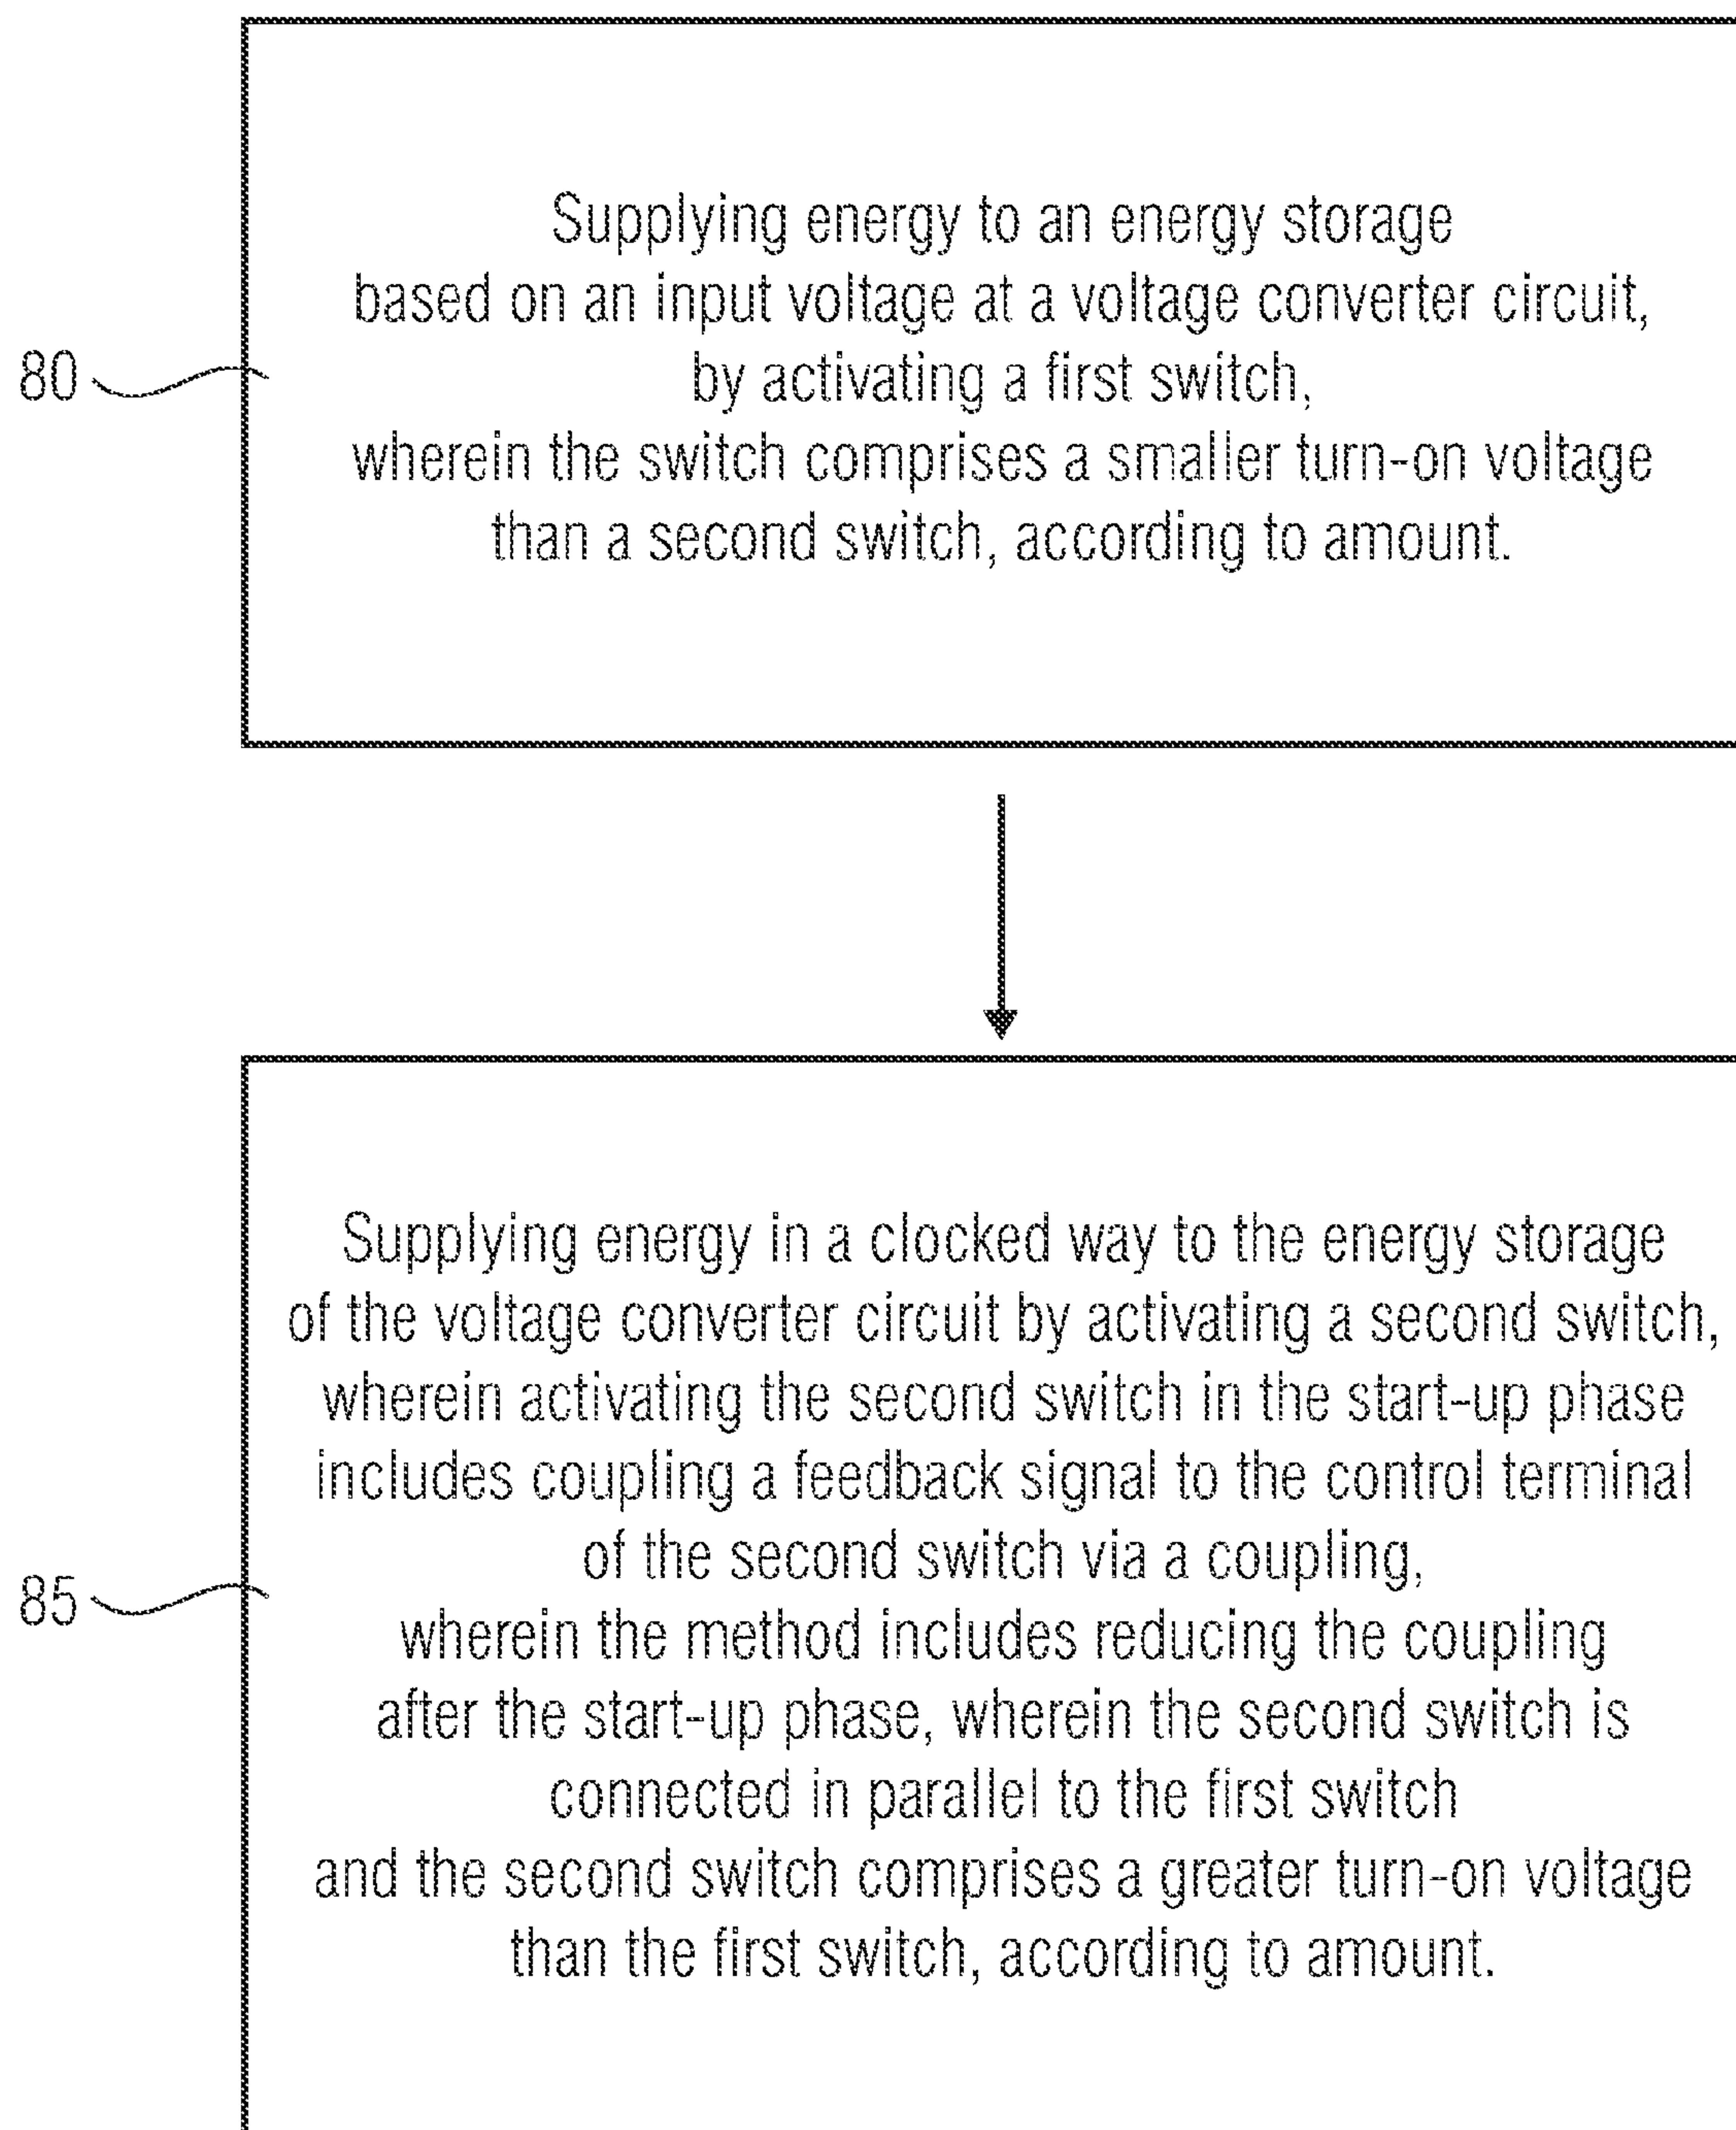 Supplying energy to an energy storage
based on an input voltage at a voltage converter circuit,
by activating a first switch,
80
wherein the switch comprises a smaller turn-on voltage
than a second switch, according to amount.
Supplying energy in a clocked way to the energy storage
of the voltage converter circuit by activating a second switch,
wherein activating the second switch in the start-up phase
includes coupling a feedback signal to the control terminal
of the second switch via a coupling,
85
wherein the method includes reducing the coupling
after the start-up phase, wherein the second switch is
connected in parallel to the first switch
and the second switch comprises a greater turn-on voltage
than the first switch, according to amount.